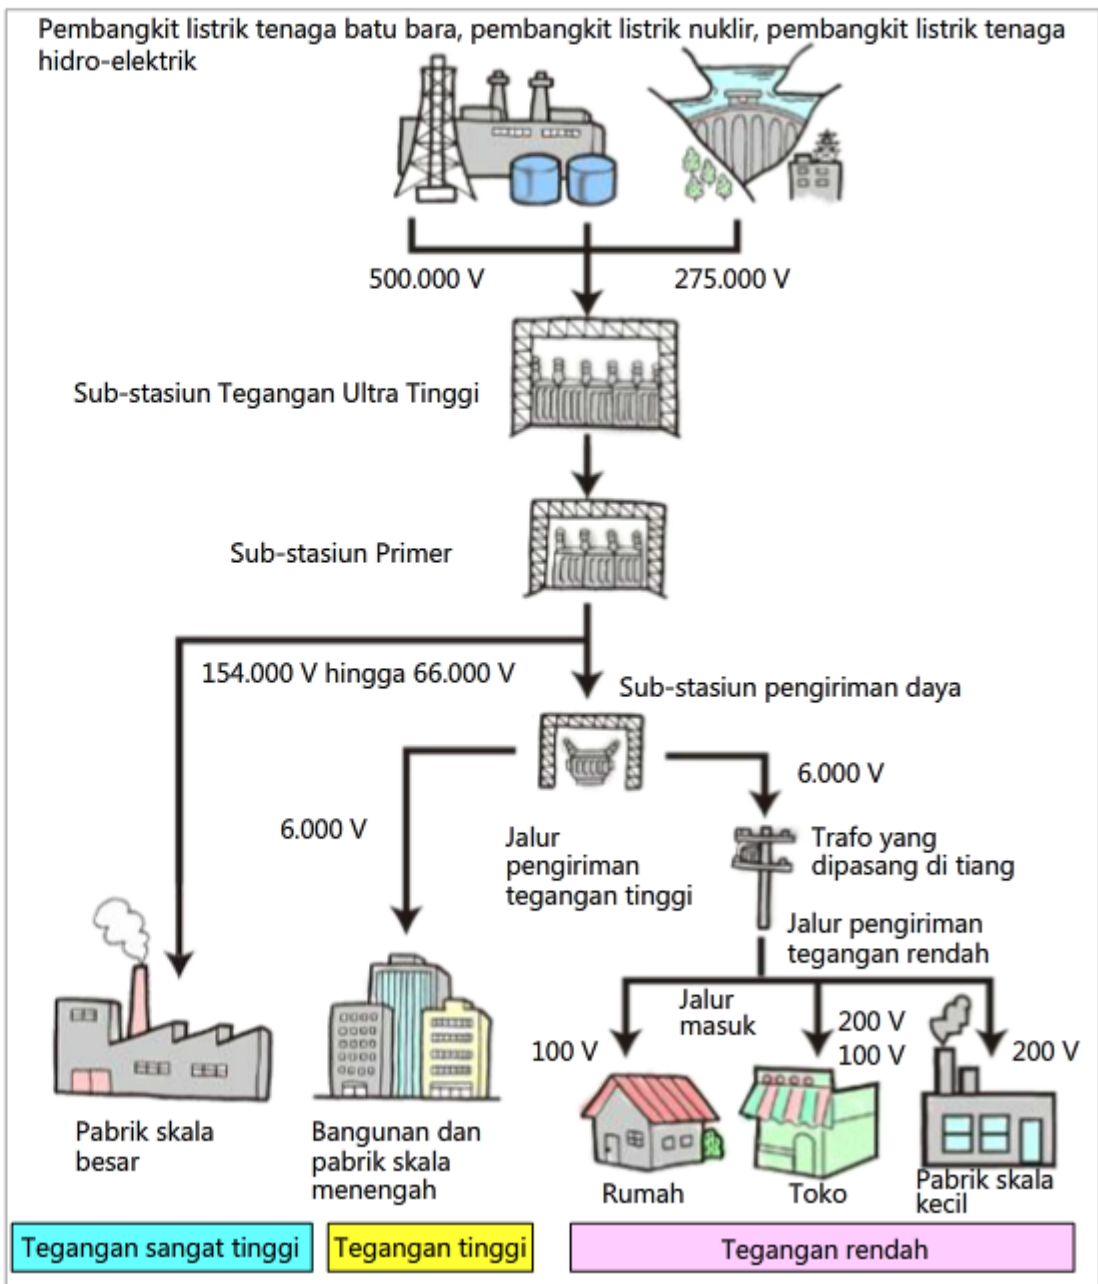 Pembangkit listrik tenaga batu bara, pembangkit listrik nuklir, pembangkit listrik tenaga
hidro-elektrik
500.000 V
275.000 V
Sub-stasiun Tegangan Ultra Tinggi
Sub-stasiun Primer
154.000 V hingga 66.000 V
Sub-stasiun pengiriman daya
6.000 V
6.000 V
Jalur
pengiriman
tegangan tinggi
Trafo yang
dipasang di tiang
Jalur pengiriman
tegangan rendah
Jalur
masuk
100 V
200 V
100 V
200 V
Pabrik skala
besar
Bangunan dan
pabrik skala
menengah
Rumah
Toko
Pabrik skala
kecil
Tegangan sangat tinggi
Tegangan tinggi
Tegangan rendah